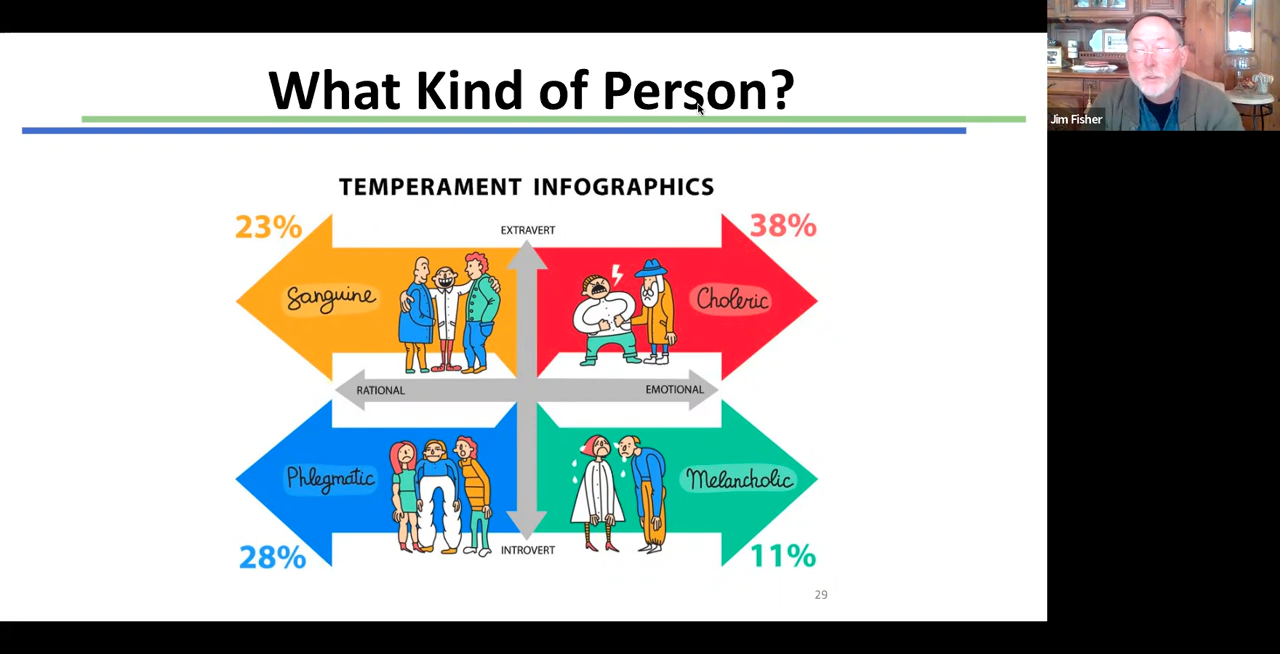 What Kind of Person?
Jim Fisher
TEMPERAMENT INFOGRAPHICS
23%
38%
EXTRAVERT
Sanguine
Choleric
RATIONAL
EMOTIONAL
Phlegmatic
Melancholic
INTROVERT
28%
11%
29